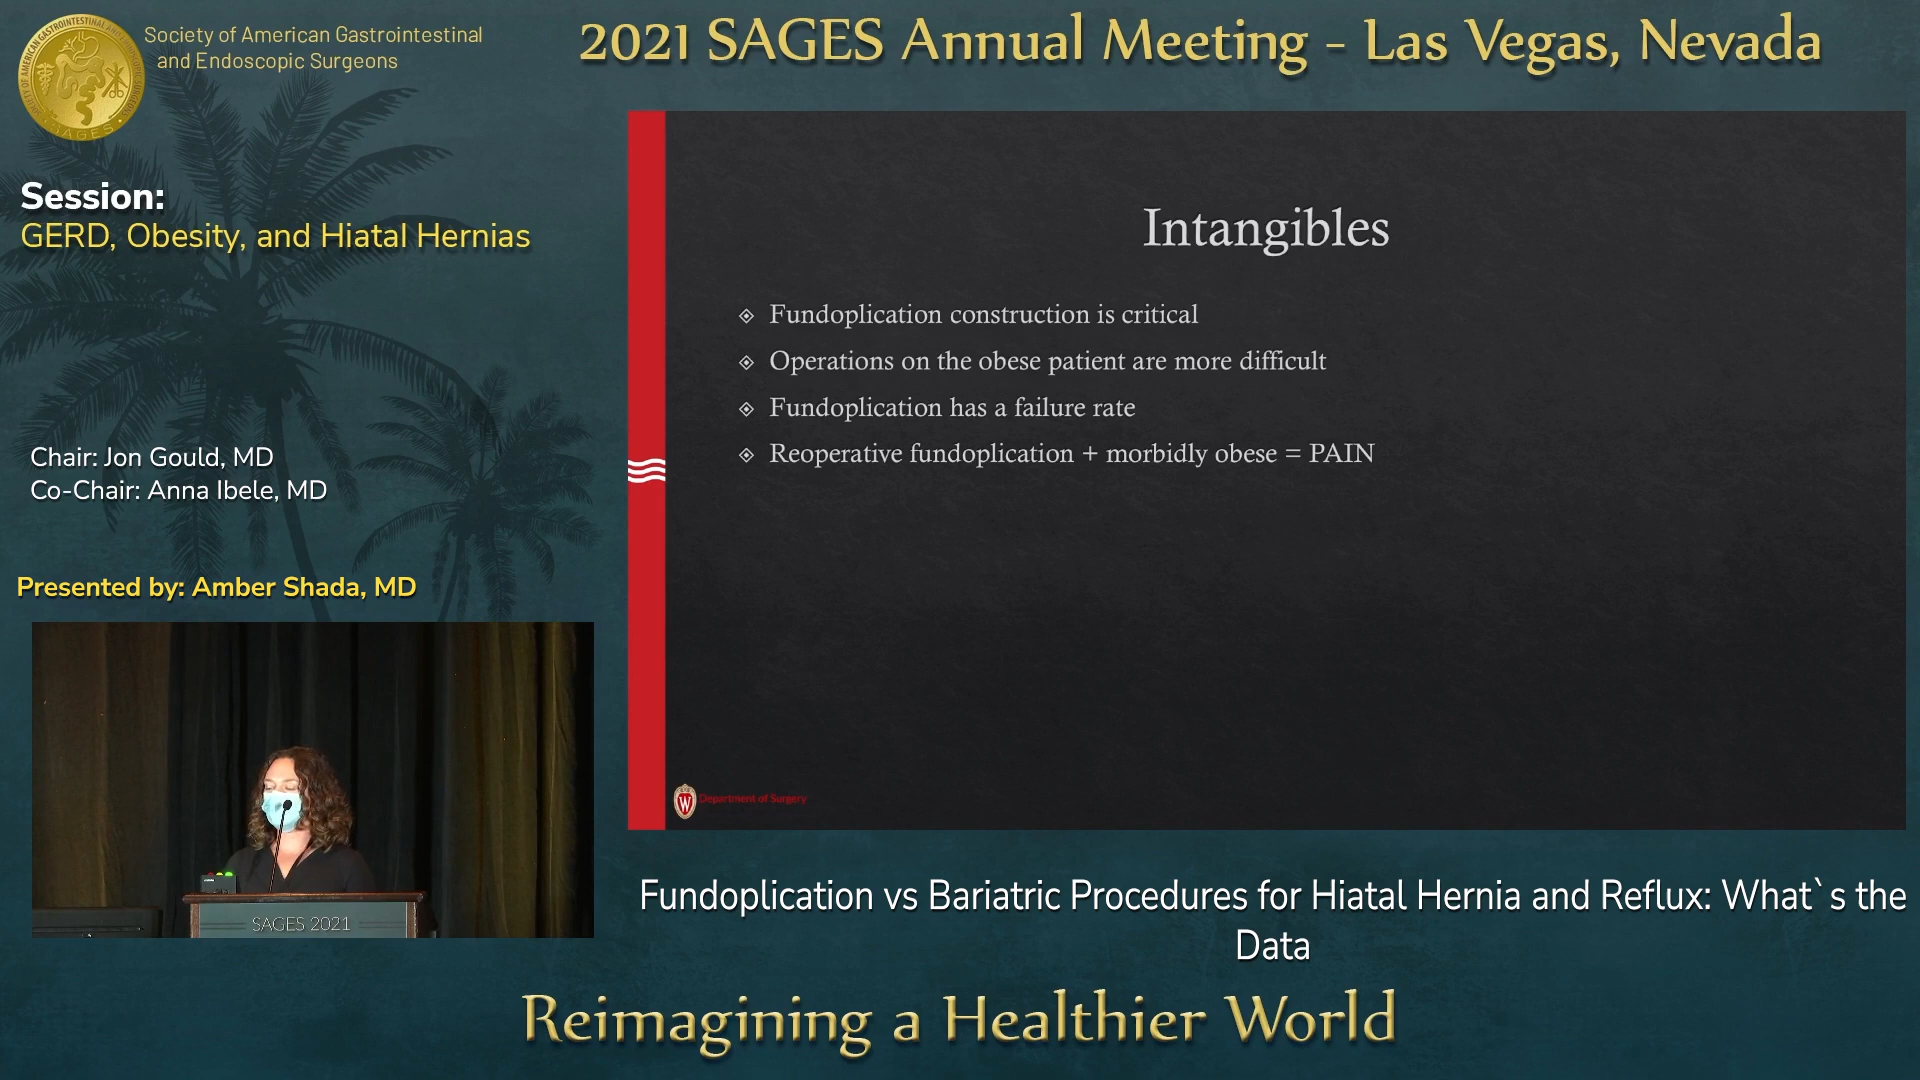 Society of American Gastrointestinal
and Endoscopic Surgeons
2021 SAGES Annual Meeting - Las Vegas, Nevada
Session:
GERD, Obesity, and Hiatal Hernias
Chair: Jon Gould, MD
Co-Chair: Anna Ibele, MD
Presented by: Amber Shada, MD
SAGES 2021
Intangibles
Fundoplication construction is critical
Operations on the obese patient are more difficult
Fundoplication has a failure rate
Reoperative fundoplication + morbidly obese = PAIN
W
Department of Surgery
Fundoplication vs Bariatric Procedures for Hiatal Hernia and Reflux: What`s the
Data
Reimagining a Healthier World